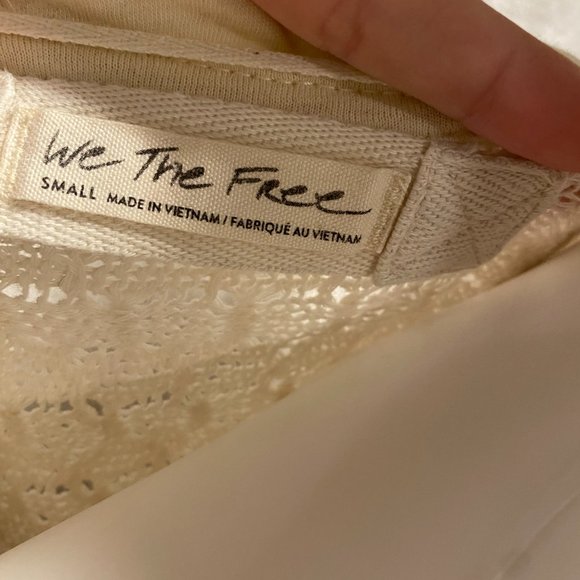 We The Free
SMALL MADE IN VIETNAM / FABRIQUÉ AU VIETNAM